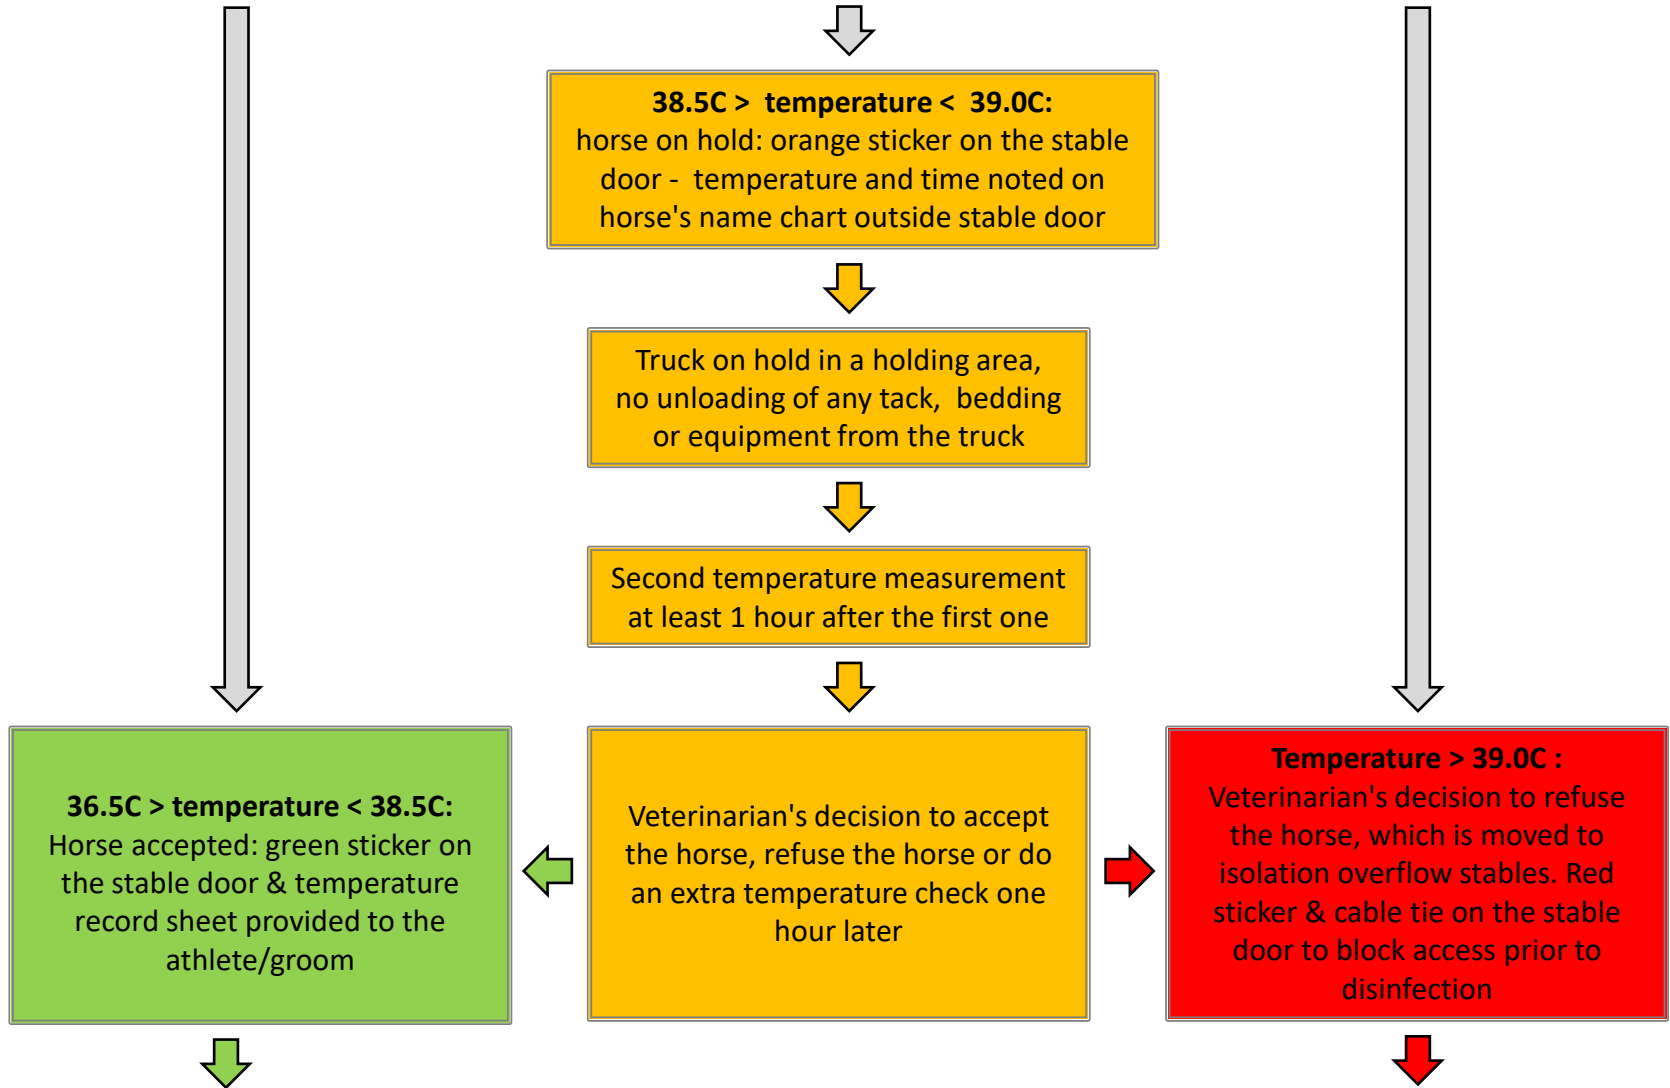 38.5C > temperature < 39.0C:
horse on hold: orange sticker on the stable
door - temperature and time noted on
horse's name chart outside stable door
Truck on hold in a holding area,
no unloading of any tack, bedding
or equipment from the truck
Second temperature measurement
at least 1 hour after the first one
36.5C > temperature < 38.5C:
Horse accepted: green sticker on
the stable door & temperature
record sheet provided to the
athlete/groom
Veterinarian's decision to accept
the horse, refuse the horse or do
an extra temperature check one
hour later
Temperature > 39.0C :
Veterinarian's decision to refuse
the horse, which is moved to
isolation overflow stables. Red
sticker & cable tie on the stable
door to block access prior to
disinfection